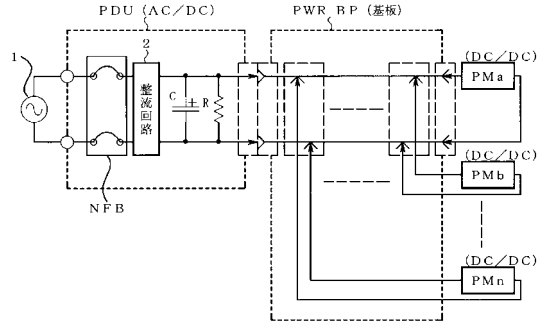 PDU(AC/DC)
PWR BP(基板)
1
2
整流回路
C
+
R
NFB
(DC/DC)
PMa
(DC/DC)
PMb
(DC/DC)
PMn